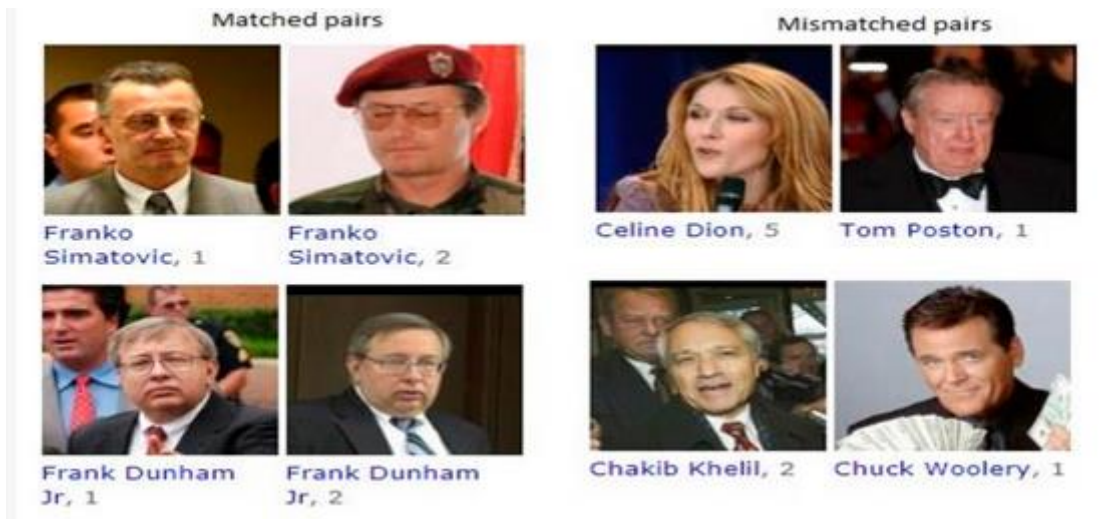 Matched pairs
Mismatched pairs
Franko
Simatovic, 1
Franko
Simatovic, 2
Celine Dion, 5
Tom Poston, 1
Frank Dunham
Jr, 1
Frank Dunham
Jr, 2
Chakib Khelil, 2
Chuck Woolery, 1